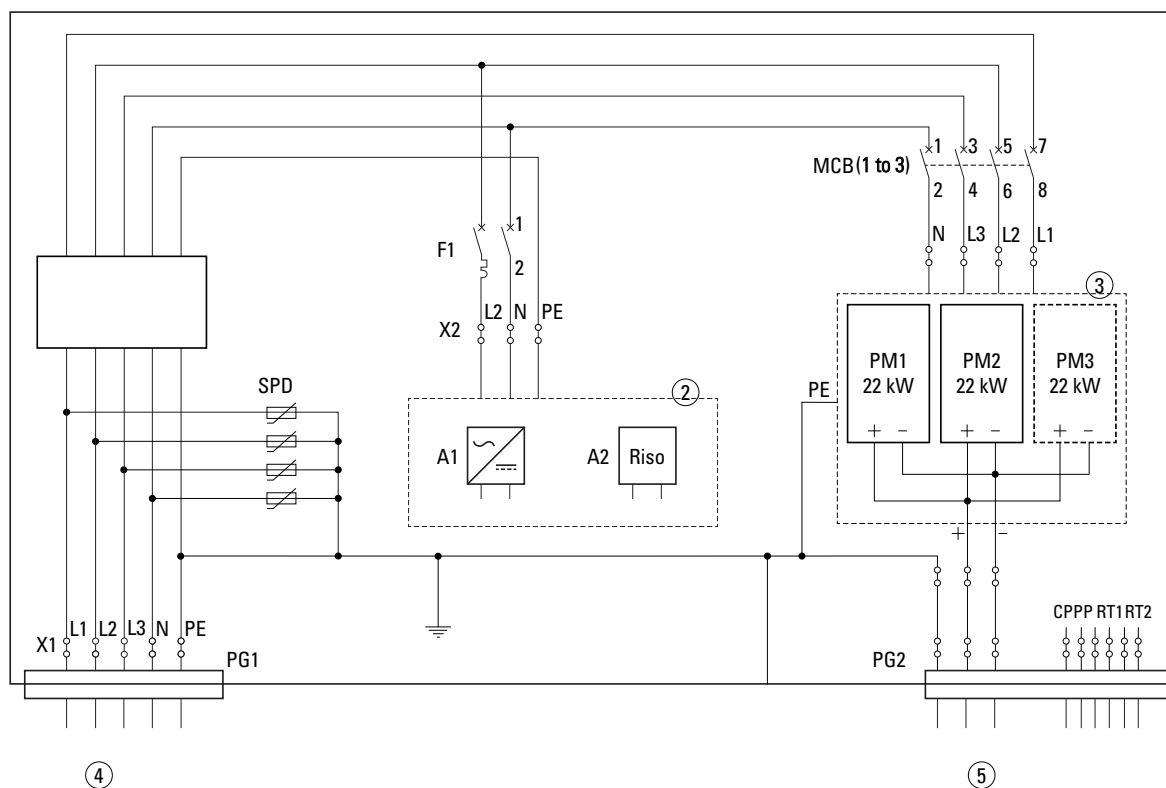 1 3 5 7
MCB(1 to 3)
2 4 6 8
N L3 L2 L1
F1
1
2
X2 L2 N PE
3
PM1
22 kW
+ −
PM2
22 kW
+ −
PM3
22 kW
+ −
PE
SPD
2
A1
A2
Riso
+ −
X1 L1 L2 L3 N PE
PG1
CPPP RT1 RT2
PG2
4
5